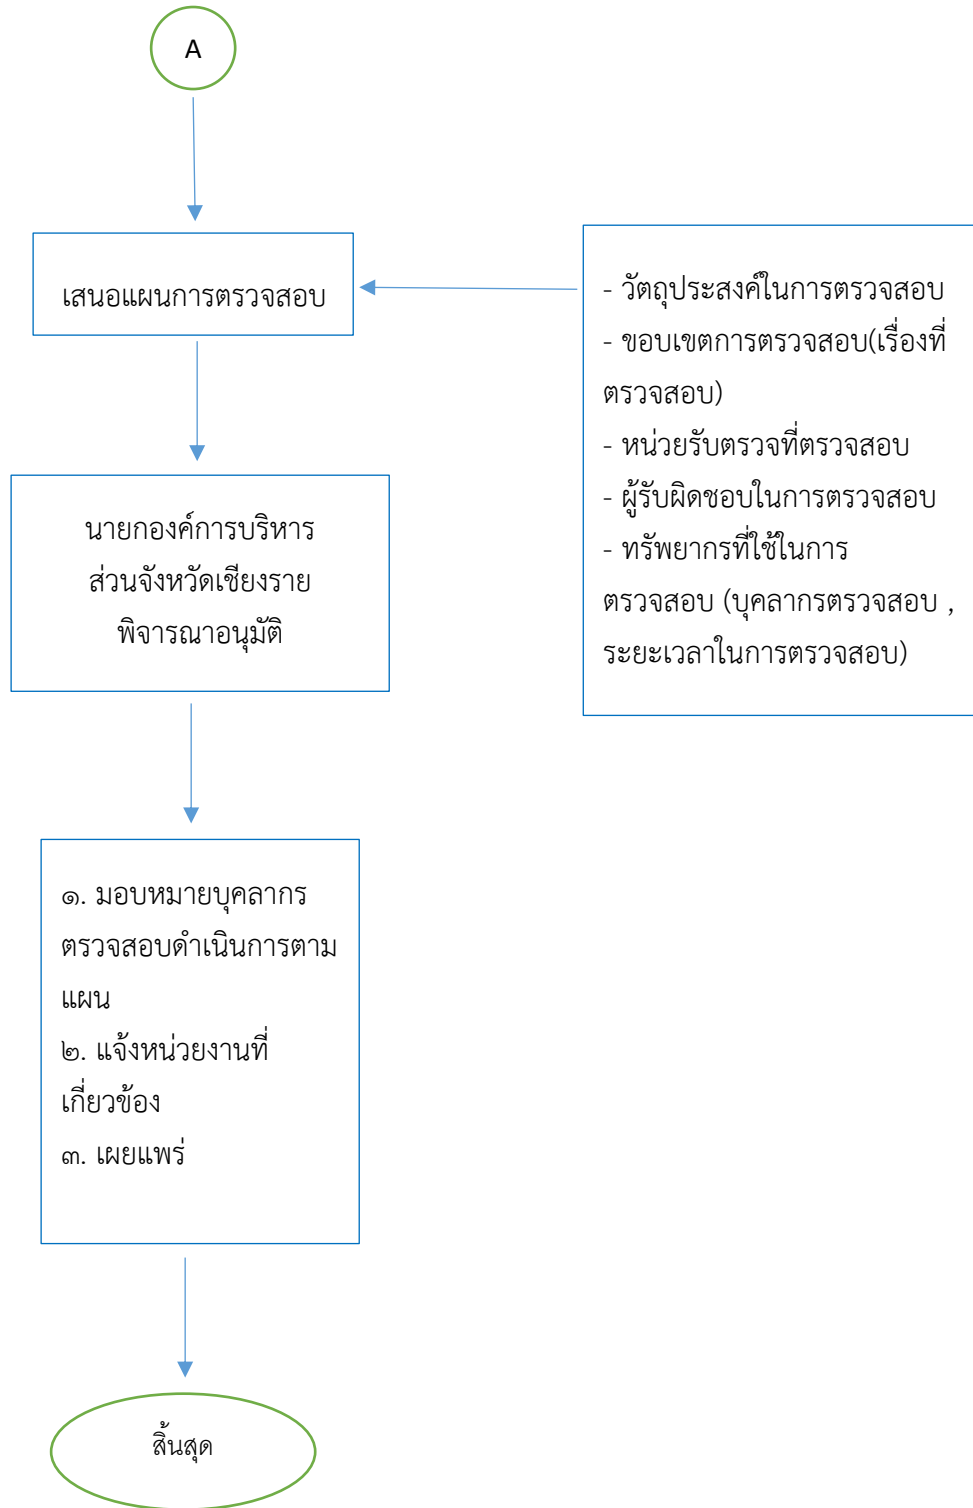 A
เสนอแผนการตรวจสอบ
- วัตถุประสงค์ในการตรวจสอบ
- ขอบเขตการตรวจสอบ(เรื่องที่
ตรวจสอบ)
- หน่วยรับตรวจที่ตรวจสอบ
- ผู้รับผิดชอบในการตรวจสอบ
- ทรัพยากรที่ใช้ในการ
ตรวจสอบ (บุคลากรตรวจสอบ ,
ระยะเวลาในการตรวจสอบ)
นายกองค์การบริหาร
ส่วนจังหวัดเชียงราย
พิจารณาอนุมัติ
๑. มอบหมายบุคลากร
ตรวจสอบดำเนินการตาม
แผน
๒. แจ้งหน่วยงานที่
เกี่ยวข้อง
๓. เผยแพร่
สิ้นสุด